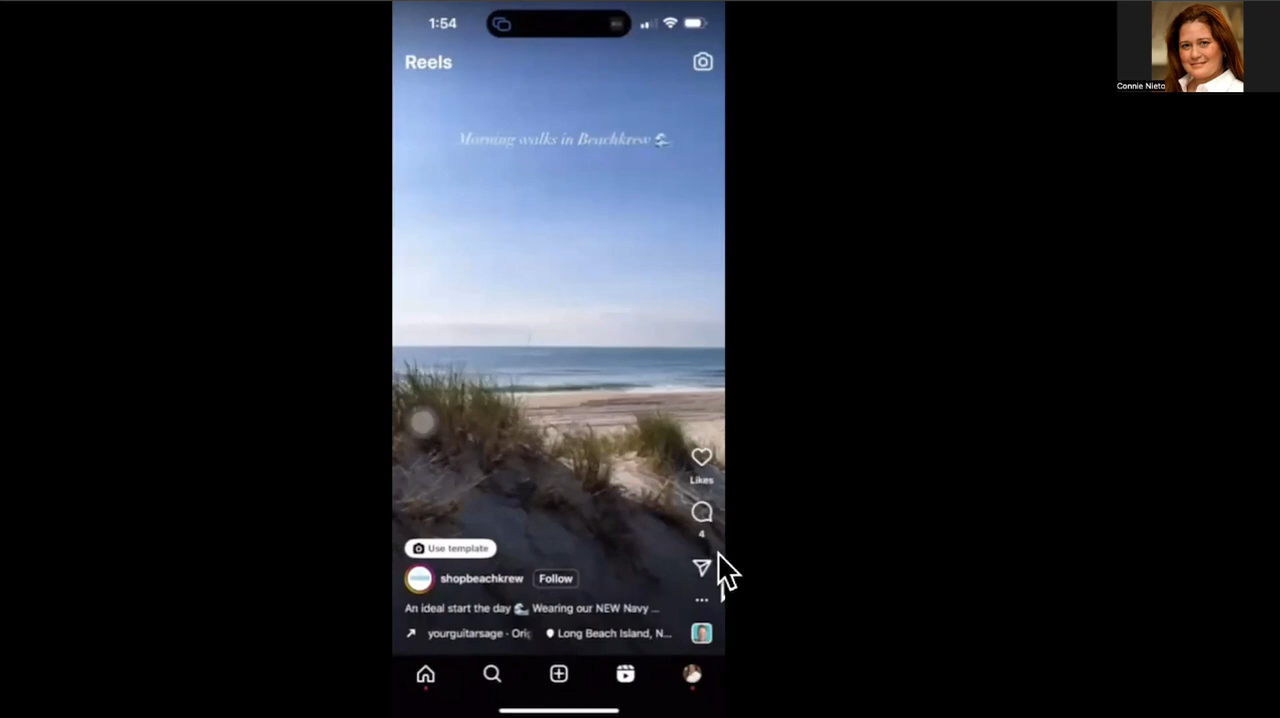 1:54
Reels
Connie Nieto
Morning walks in Beachkrew
Likes
4
Use template
shopbeachkrew Follow
An ideal start the day 🌊 Wearing our NEW Navy ...
yourguitarsage · Orig Long Beach Island, N...